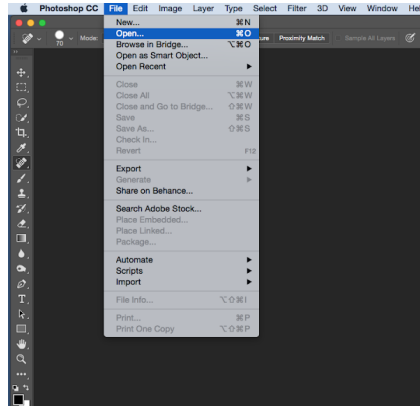 Photoshop CC File Edit Image Layer Type Select Filter 3D View Window Hel
New... ⌘N
Open... ⌘O
Browse in Bridge... ⌥⌘O
Open as Smart Object...
Open Recent ▶
70 Mode: ure Proximity Match Sample All Layers
Close ⌘W
Close All ⌥⌘W
Close and Go to Bridge... ⇧⌘W
Save ⌘S
Save As... ⇧⌘S
Check In...
Revert F12
Export ▶
Generate ▶
Share on Behance...
Search Adobe Stock...
Place Embedded...
Place Linked...
Package...
Automate ▶
Scripts ▶
Import ▶
File Info... ⌥⇧⌘I
Print... ⌘P
Print One Copy ⌥⇧⌘P